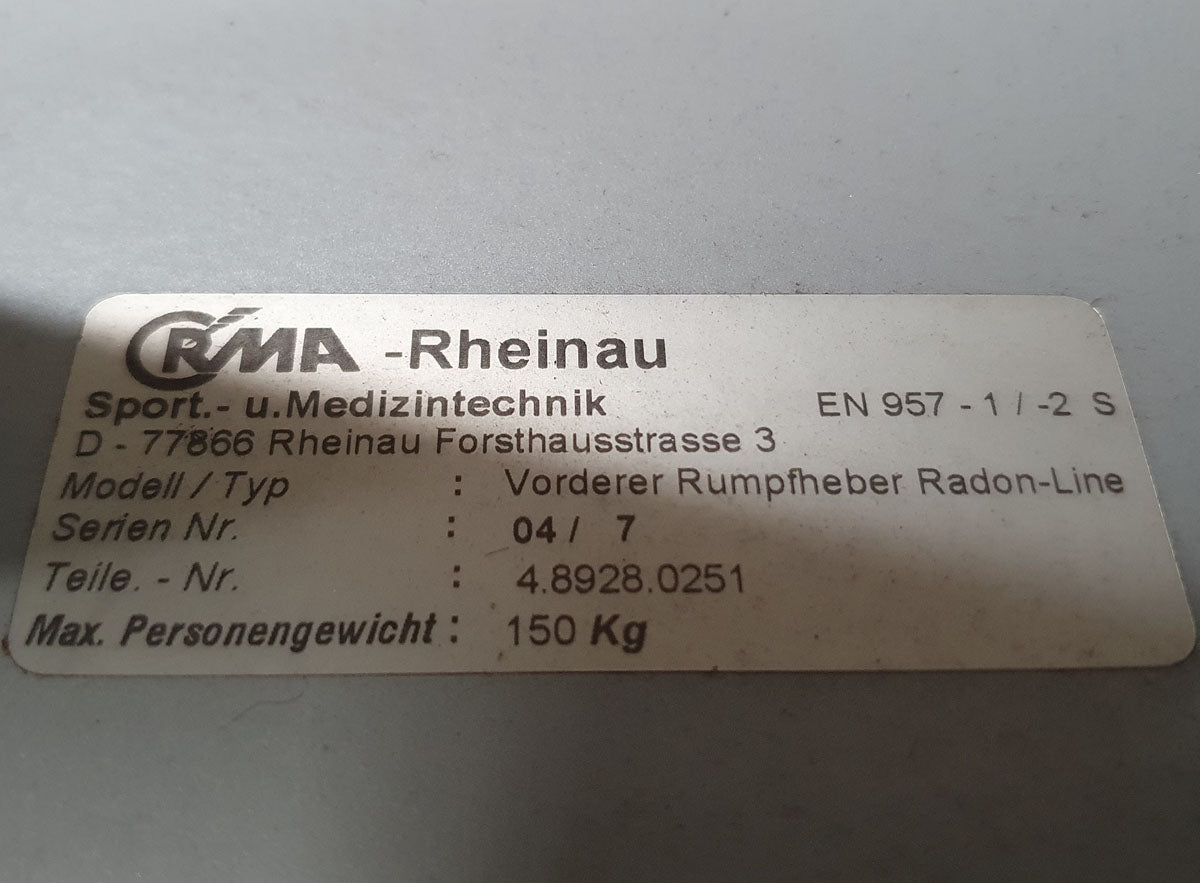 CRMA -Rheinau
Sport.- u.Medizintechnik EN 957 - 1 / -2 S
D - 77866 Rheinau Forsthausstrasse 3
Modell / Typ : Vorderer Rumpfheber Radon-Line
Serien Nr. : 04 / 7
Teile. - Nr. : 4.8928.0251
Max. Personengewicht : 150 Kg